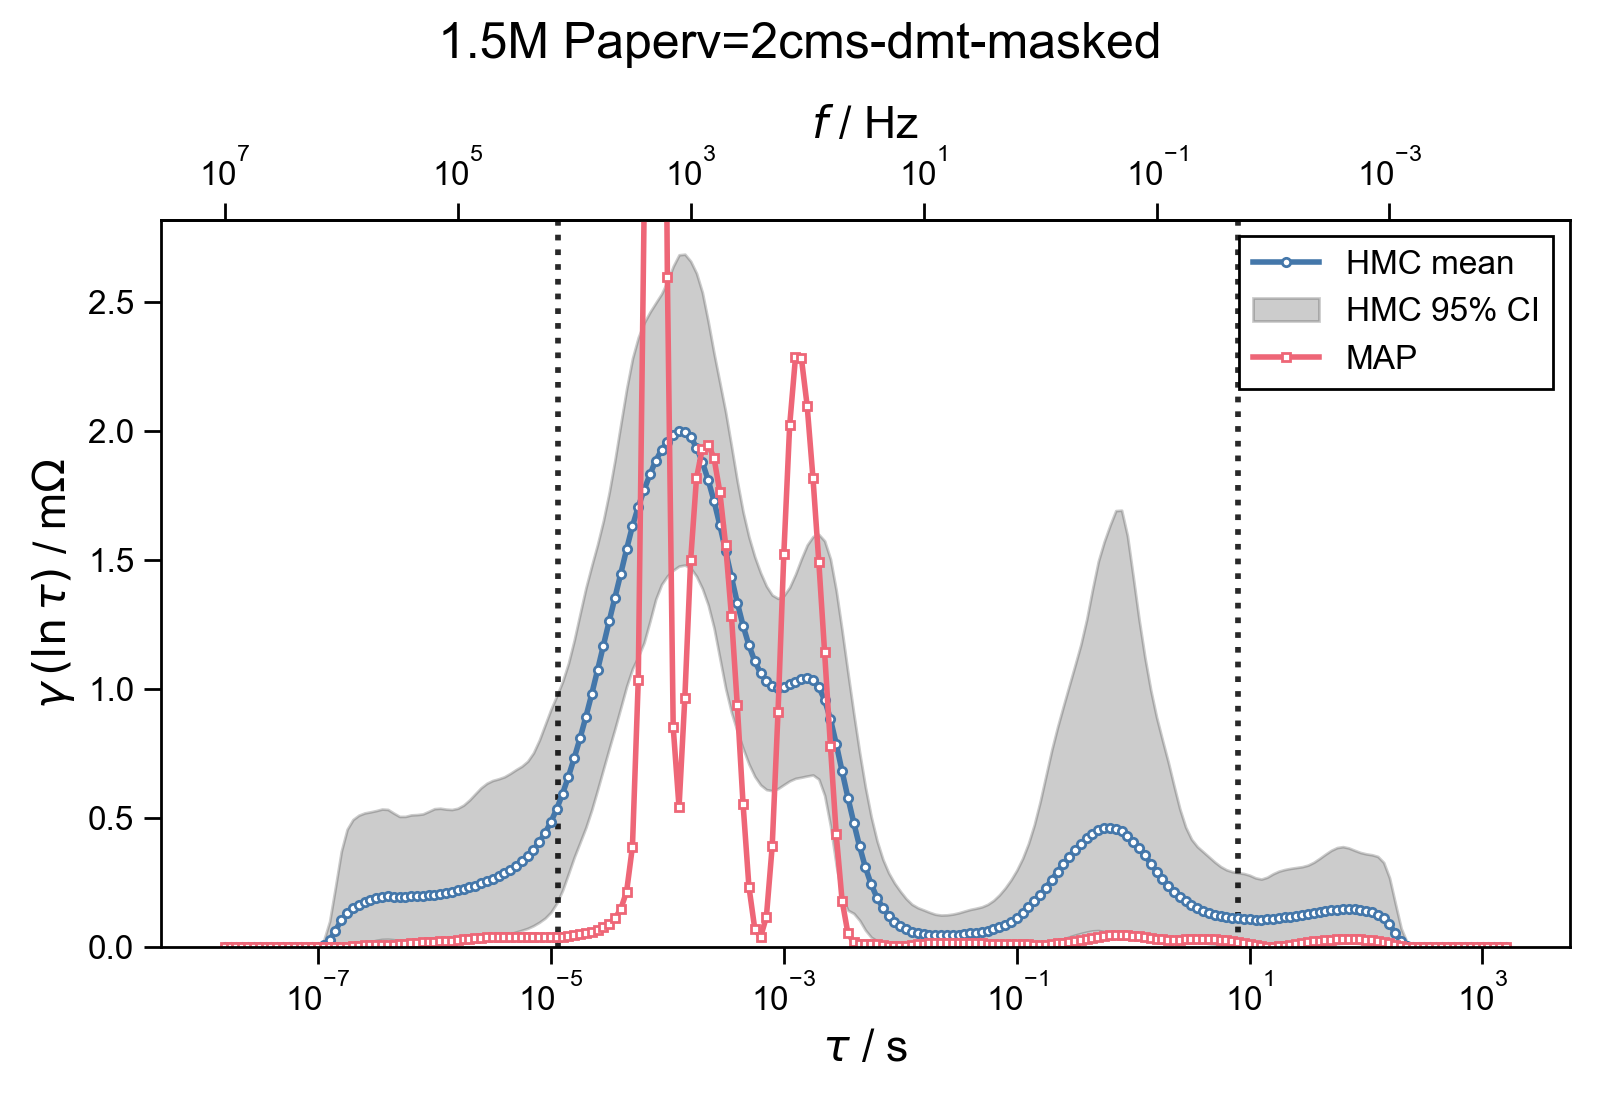 1.5M Paperv=2cms-dmt-masked
f / Hz
10^7 10^5 10^3 10^1 10^−1 10^−3
HMC mean
HMC 95% CI
MAP
γ (ln τ) / mΩ
2.5
2.0
1.5
1.0
0.5
0.0
10^−7 10^−5 10^−3 10^−1 10^1 10^3
τ / s